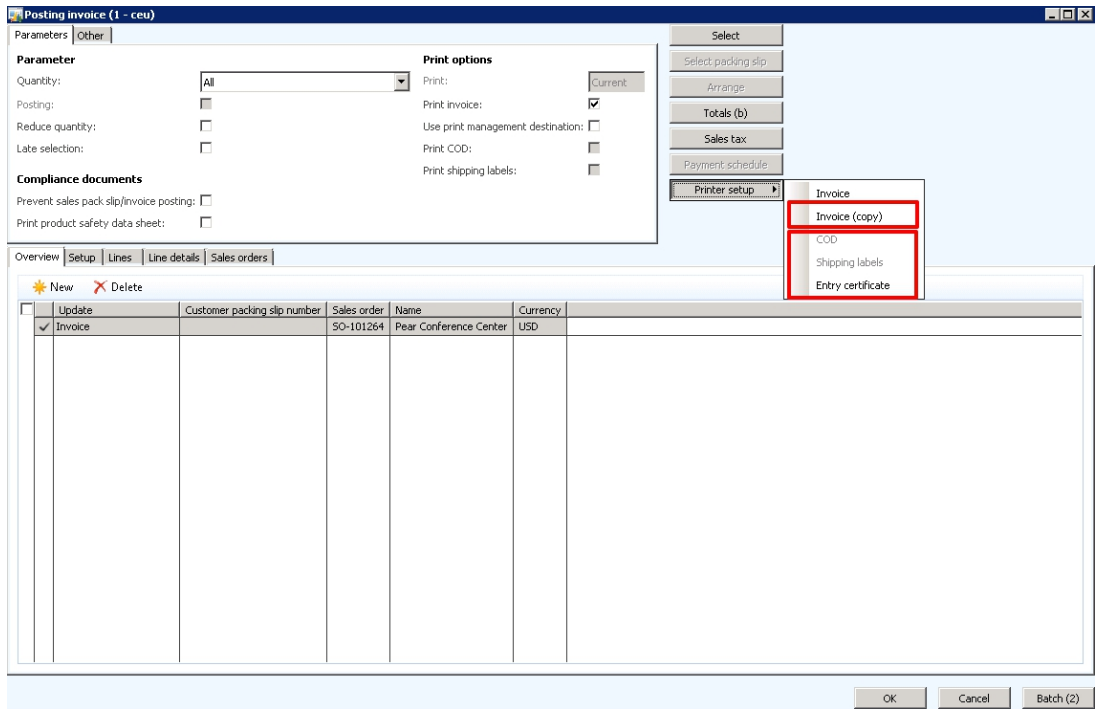 Posting invoice (1 - ceu)
Parameters Other
Parameter
Quantity: All
Posting:
Reduce quantity:
Late selection:
Compliance documents
Prevent sales pack slip/invoice posting:
Print product safety data sheet:
Print options
Print: Current
Print invoice:
Use print management destination:
Print COD:
Print shipping labels:
Select
Select packing slip
Arrange
Totals (b)
Sales tax
Payment schedule
Printer setup
Invoice
Invoice (copy)
COD
Shipping labels
Entry certificate
Overview Setup Lines Line details Sales orders
New Delete
Update Customer packing slip number Sales order Name Currency
Invoice SO-101264 Pear Conference Center USD
OK Cancel Batch (2)